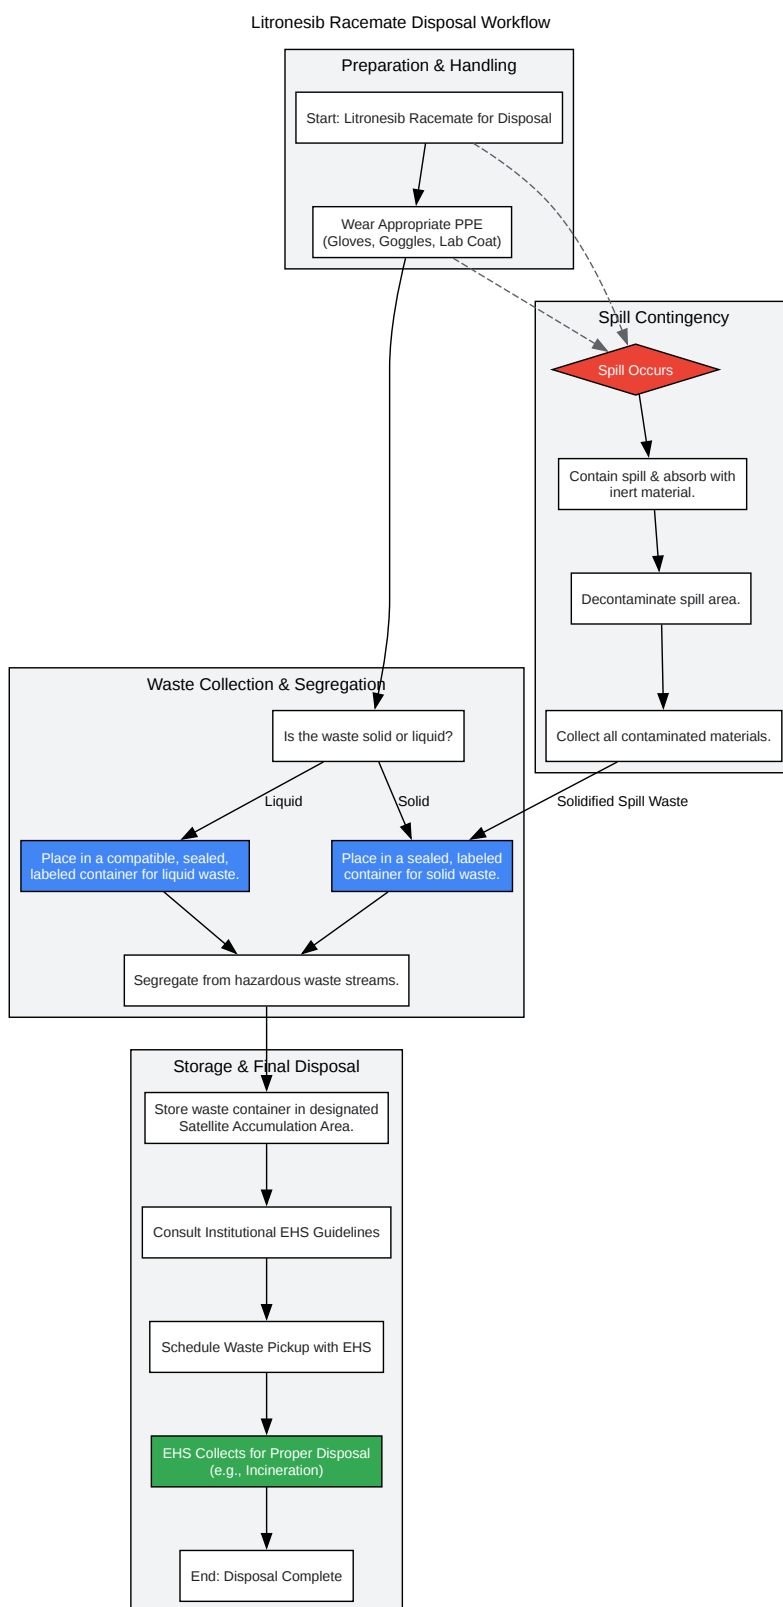 Litronesib Racemate Disposal Workflow
Preparation & Handling
Start: Litronesib Racemate for Disposal
Wear Appropriate PPE
(Gloves, Goggles, Lab Coat)
Spill Contingency
Spill Occurs
Contain spill & absorb with
inert material.
Decontaminate spill area.
Collect all contaminated materials.
Solidified Spill Waste
Waste Collection & Segregation
Is the waste solid or liquid?
Liquid
Solid
Place in a compatible, sealed,
labeled container for liquid waste.
Place in a sealed, labeled
container for solid waste.
Segregate from hazardous waste streams.
Storage & Final Disposal
Store waste container in designated
Satellite Accumulation Area.
Consult Institutional EHS Guidelines
Schedule Waste Pickup with EHS
EHS Collects for Proper Disposal
(e.g., Incineration)
End: Disposal Complete